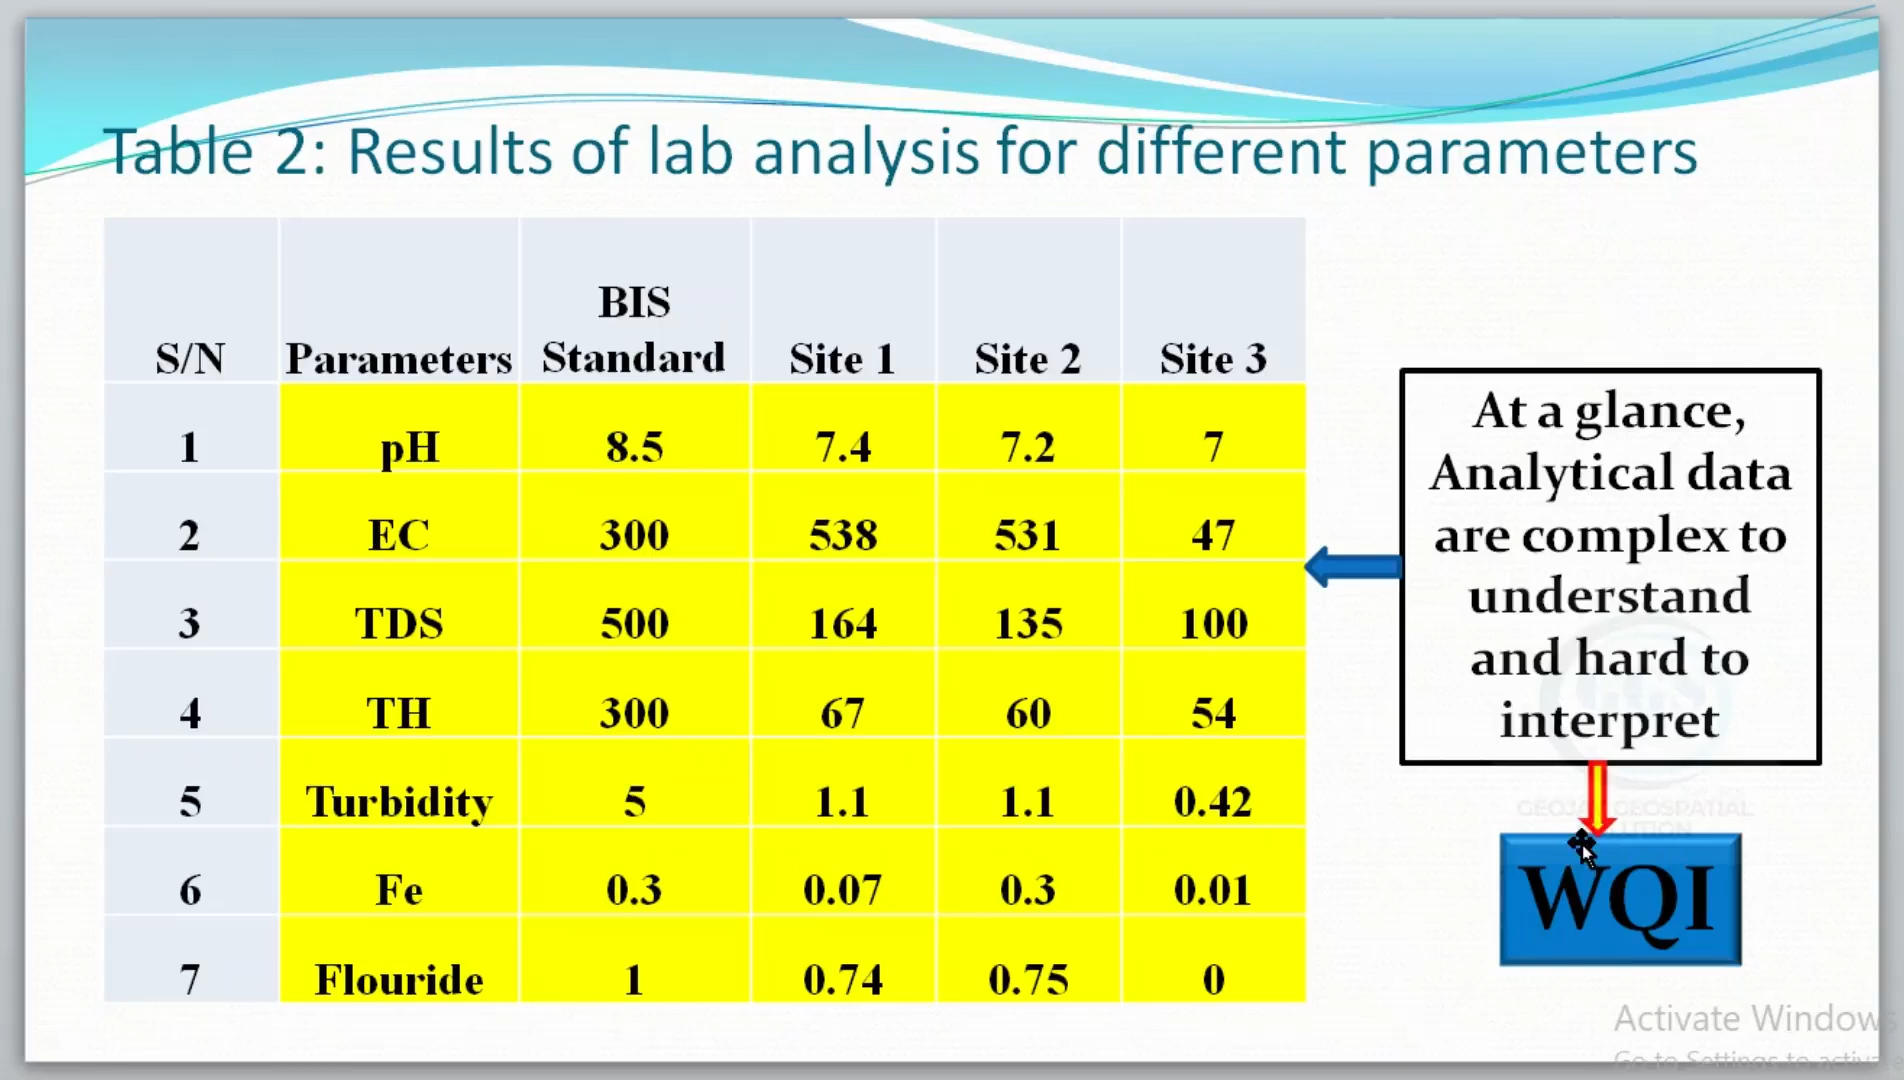 Table 2: Results of lab analysis for different parameters
S/N Parameters BIS Standard Site 1 Site 2 Site 3
1 pH 8.5 7.4 7.2 7
2 EC 300 538 531 47
3 TDS 500 164 135 100
4 TH 300 67 60 54
5 Turbidity 5 1.1 1.1 0.42
6 Fe 0.3 0.07 0.3 0.01
7 Flouride 1 0.74 0.75 0
At a glance,
Analytical data
are complex to
understand
and hard to
interpret
GEOSPATIAL
WQI
Activate Windows
Go to Settings to